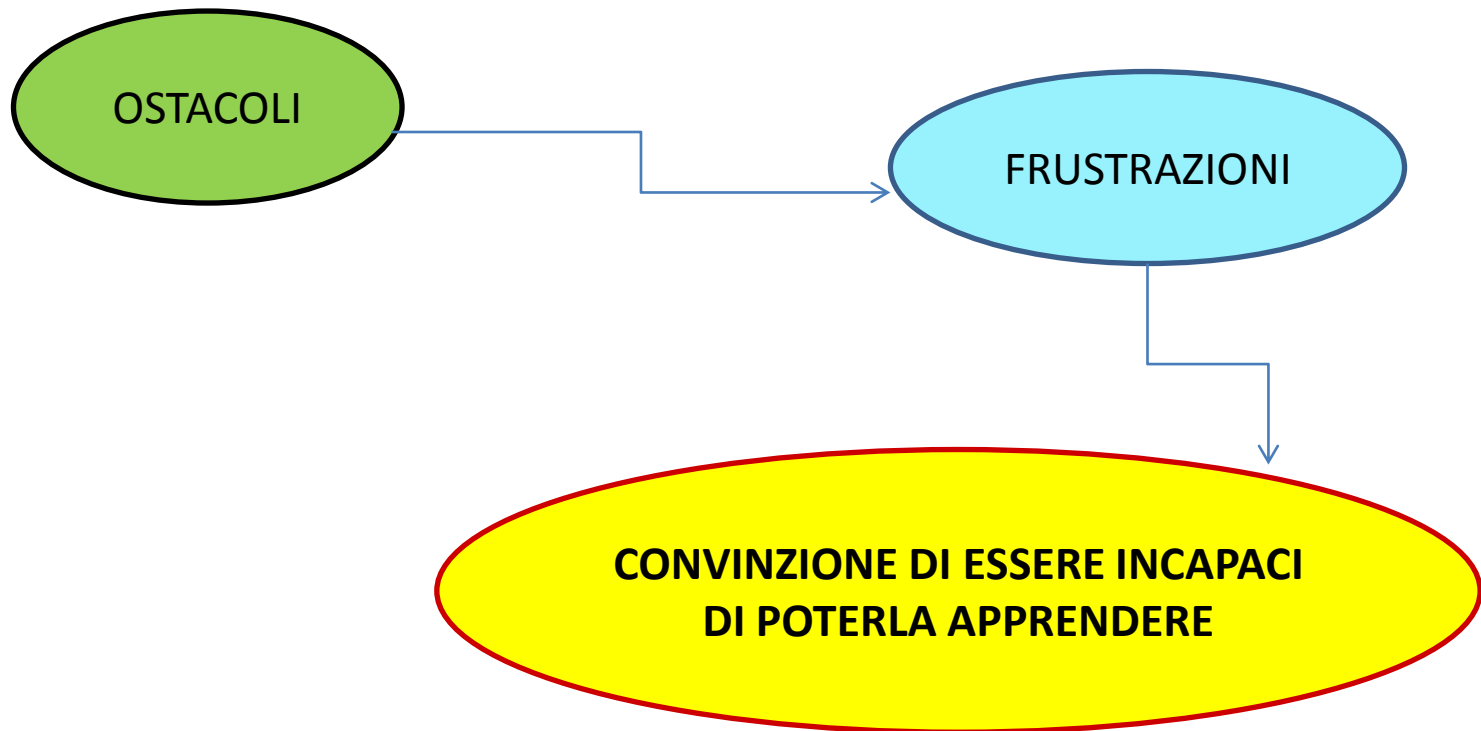 OSTACOLI
FRUSTRAZIONI
CONVINZIONE DI ESSERE INCAPACI
DI POTERLA APPRENDERE